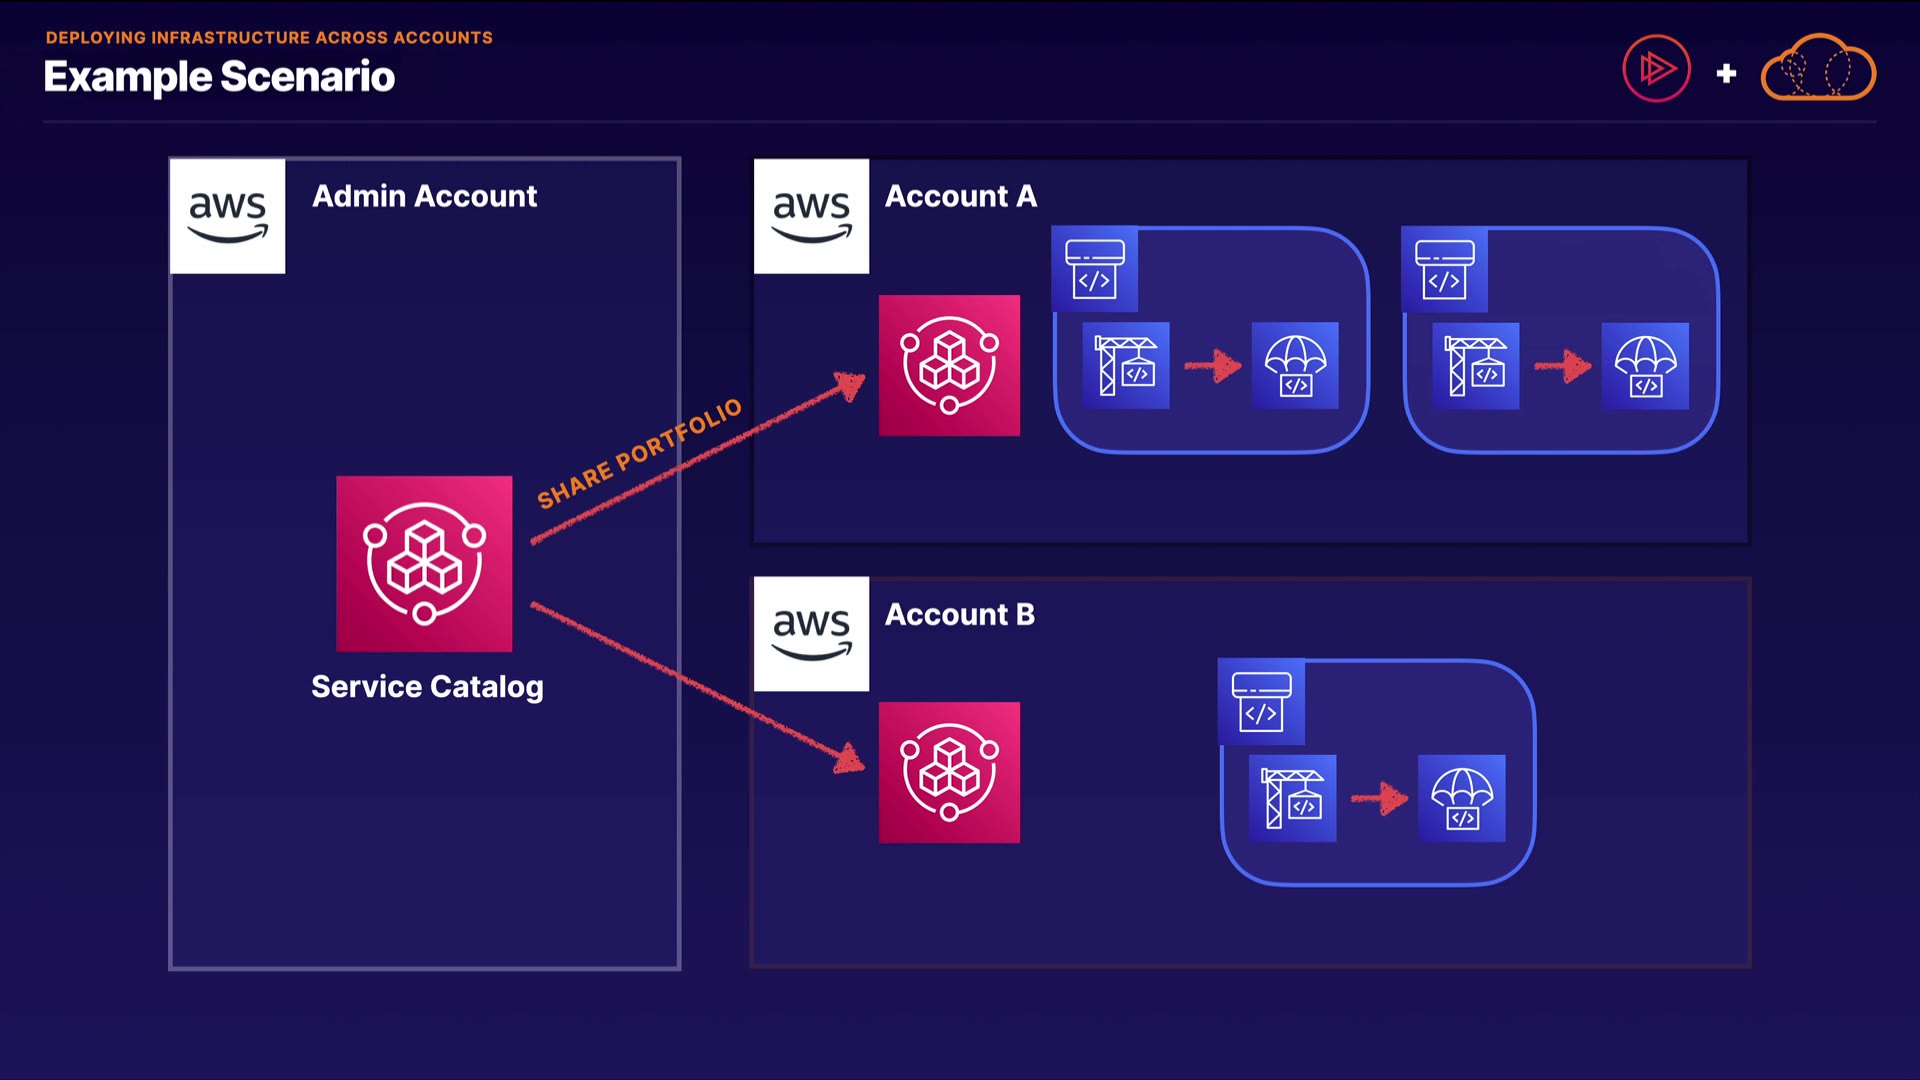 DEPLOYING INFRASTRUCTURE ACROSS ACCOUNTS
Example Scenario
aws
Admin Account
SHARE PORTFOLIO
Service Catalog
aws
Account A
</>
</>
</>
</>
</>
</>
aws
Account B
</>
</>
</>